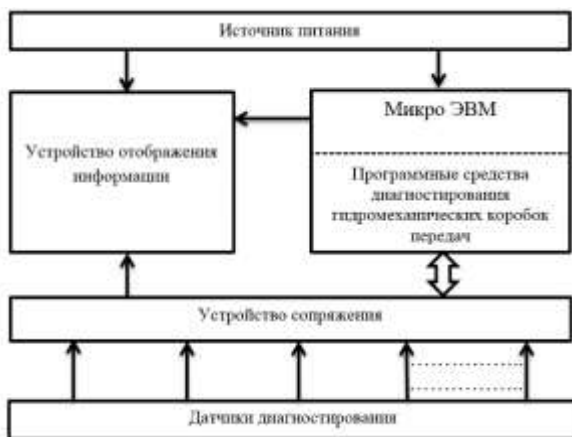 Источник питания
Устройство отображения
информации
Микро ЭВМ
Программные средства
диагностирования
гидромеханических коробок
передач
Устройство сопряжения
Датчики диагностирования